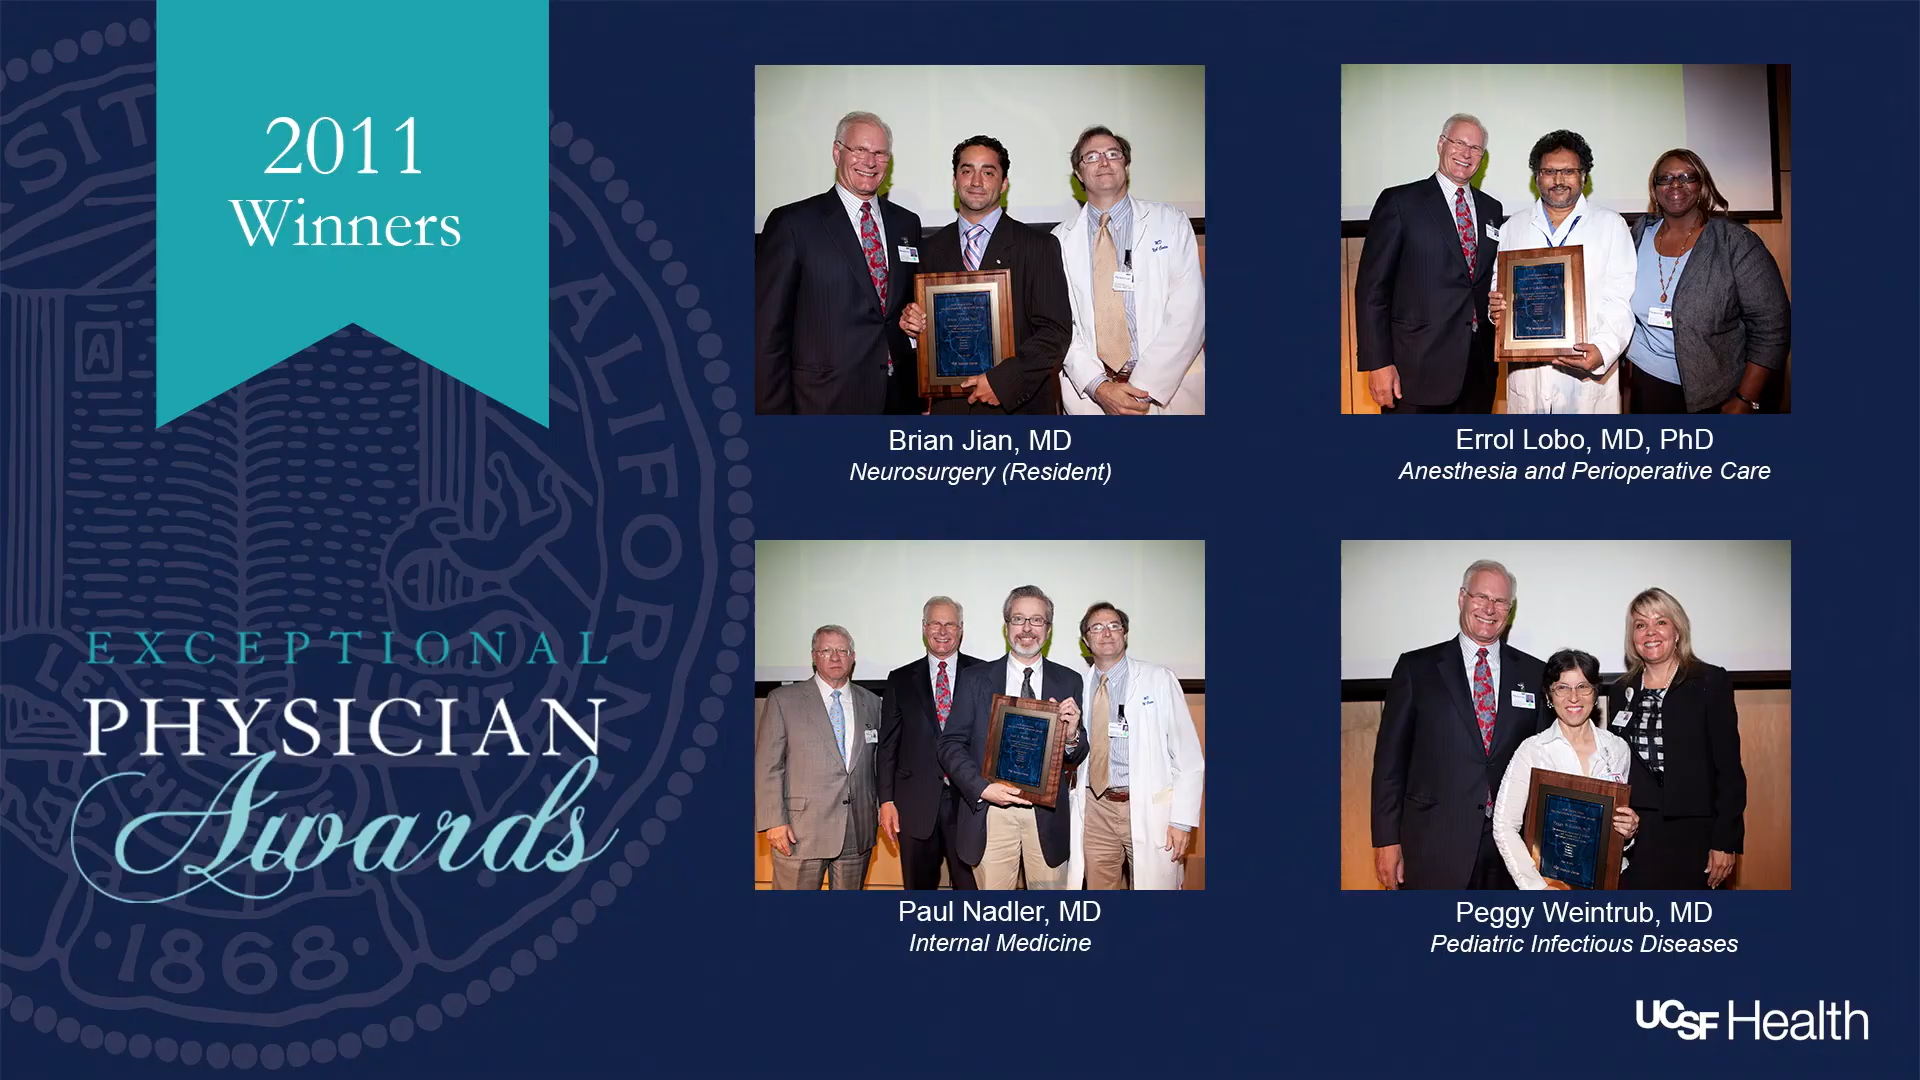 2011
Winners
EXCEPTIONAL
PHYSICIAN
Awards
1868
Brian Jian, MD
Neurosurgery (Resident)
Errol Lobo, MD, PhD
Anesthesia and Perioperative Care
Paul Nadler, MD
Internal Medicine
Peggy Weintrub, MD
Pediatric Infectious Diseases
UCSF Health